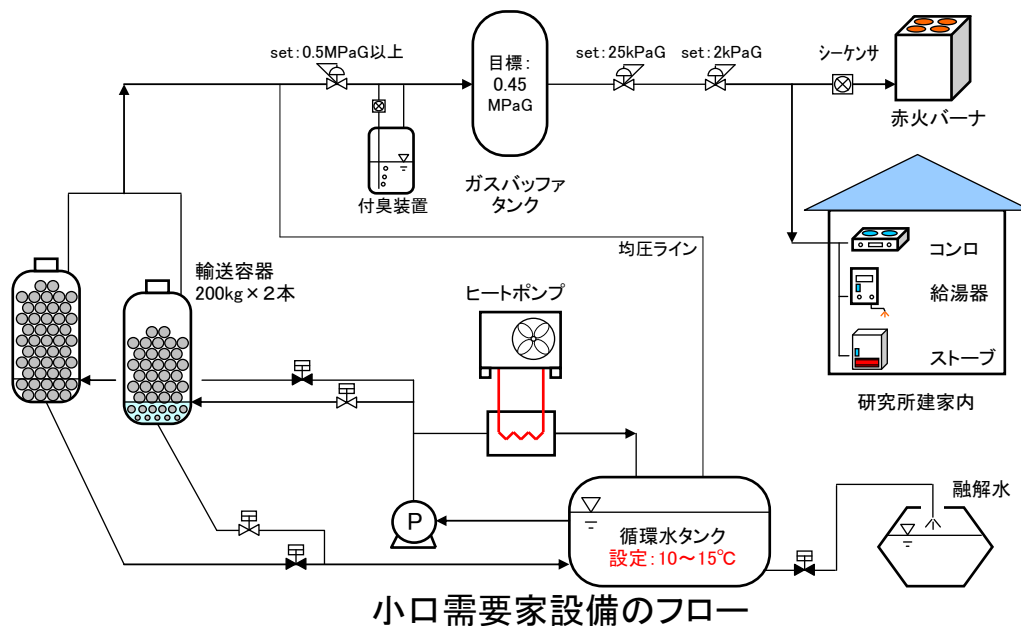 set:0.5MPaG以上
目標:
0.45
MPaG
set:25kPaG
set:2kPaG
シーケンサ
赤火バーナ
付臭装置
ガスバッファ
タンク
均圧ライン
輸送容器
200kg×2本
ヒートポンプ
コンロ
給湯器
ストーブ
研究所建家内
P
循環水タンク
設定:10～15℃
融解水
小口需要家設備のフロー